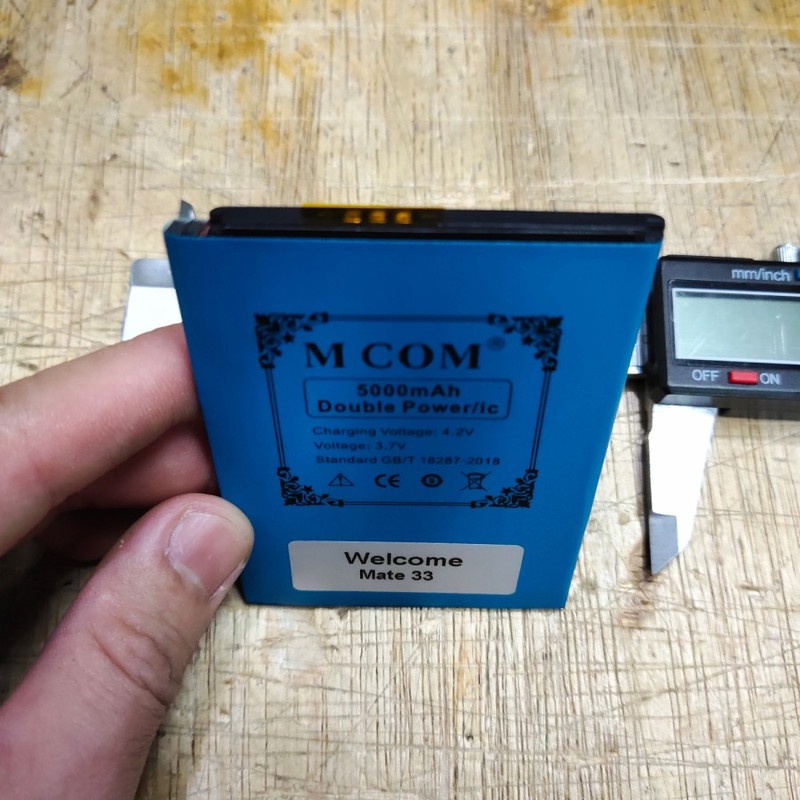 mm/inch
OFF ON
M COM®
5000mAh
Double Power/ic
Charging Voltage: 4.2V
Voltage: 3.7V
Standard GB/T 18287-2018
CE
Welcome
Mate 33